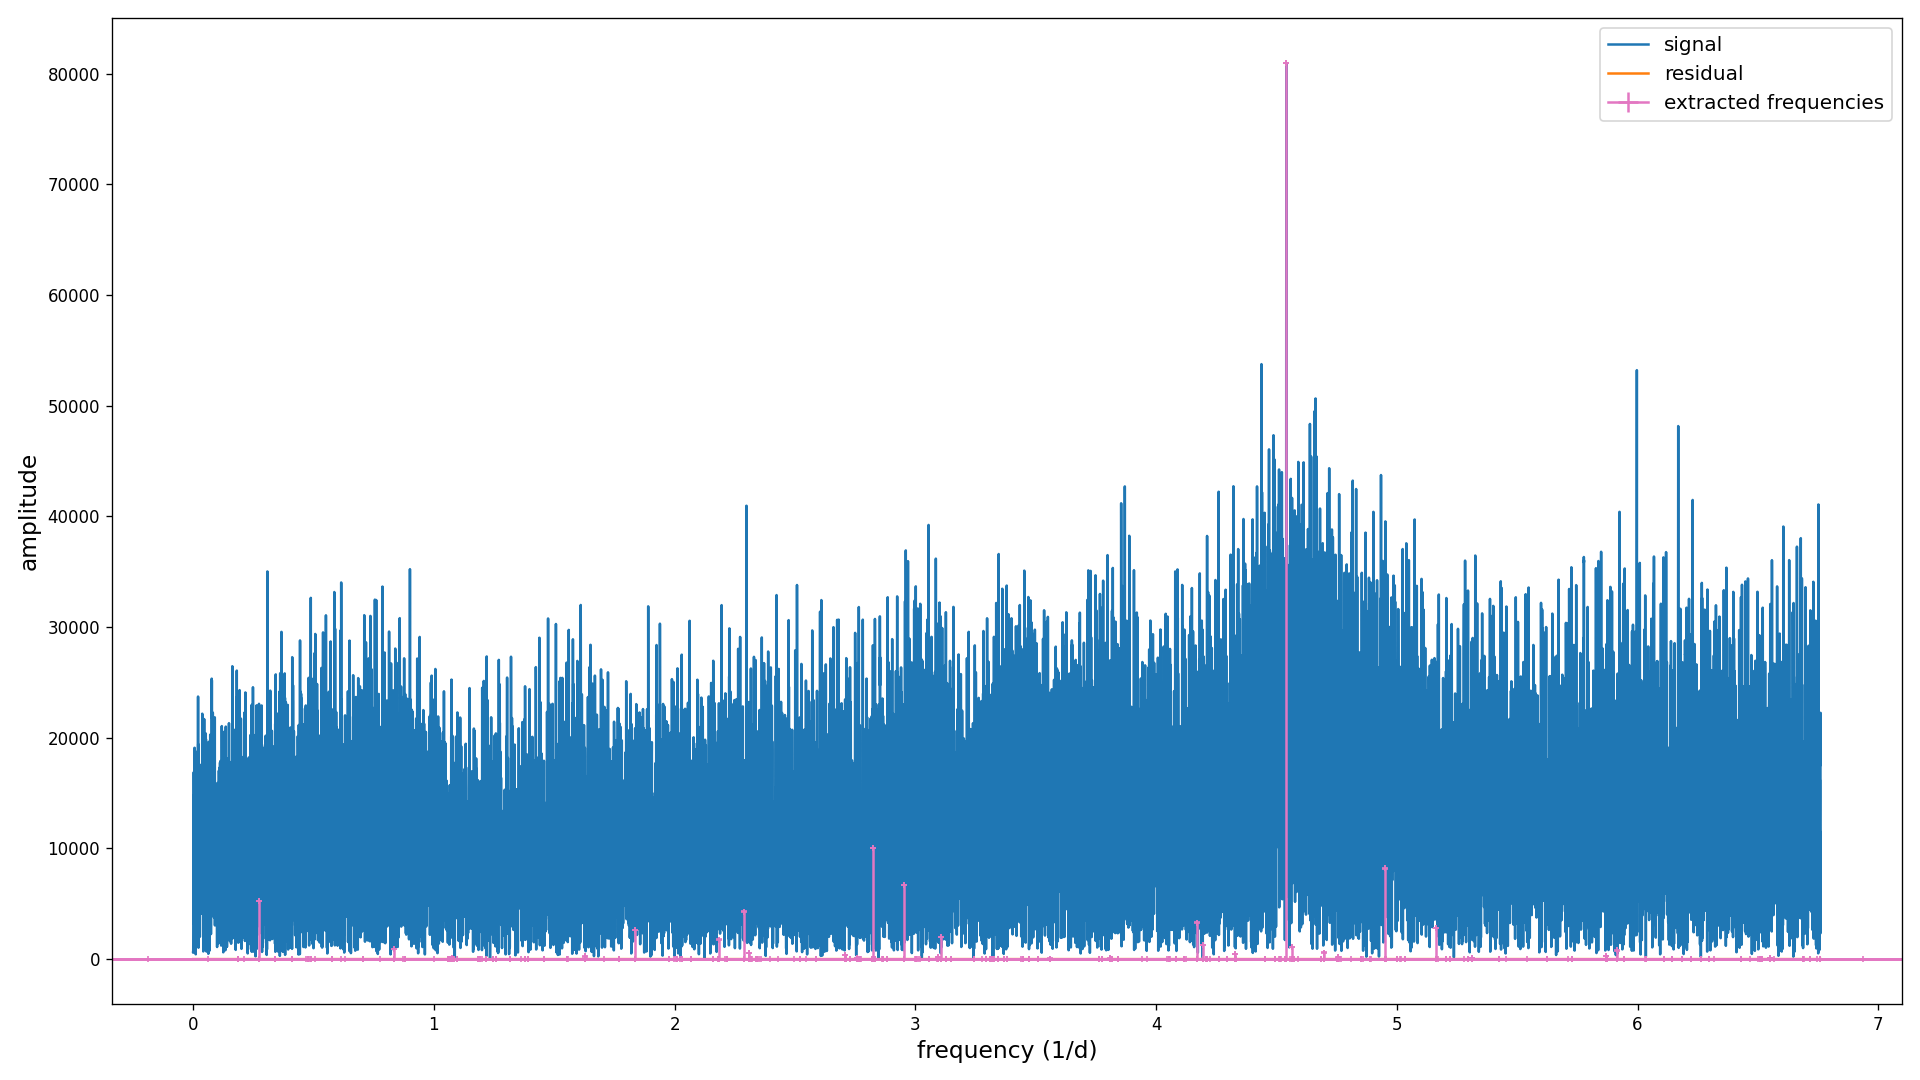 signal
residual
extracted frequencies
amplitude
80000
70000
60000
50000
40000
30000
20000
10000
0
0 1 2 3 4 5 6 7
frequency (1/d)